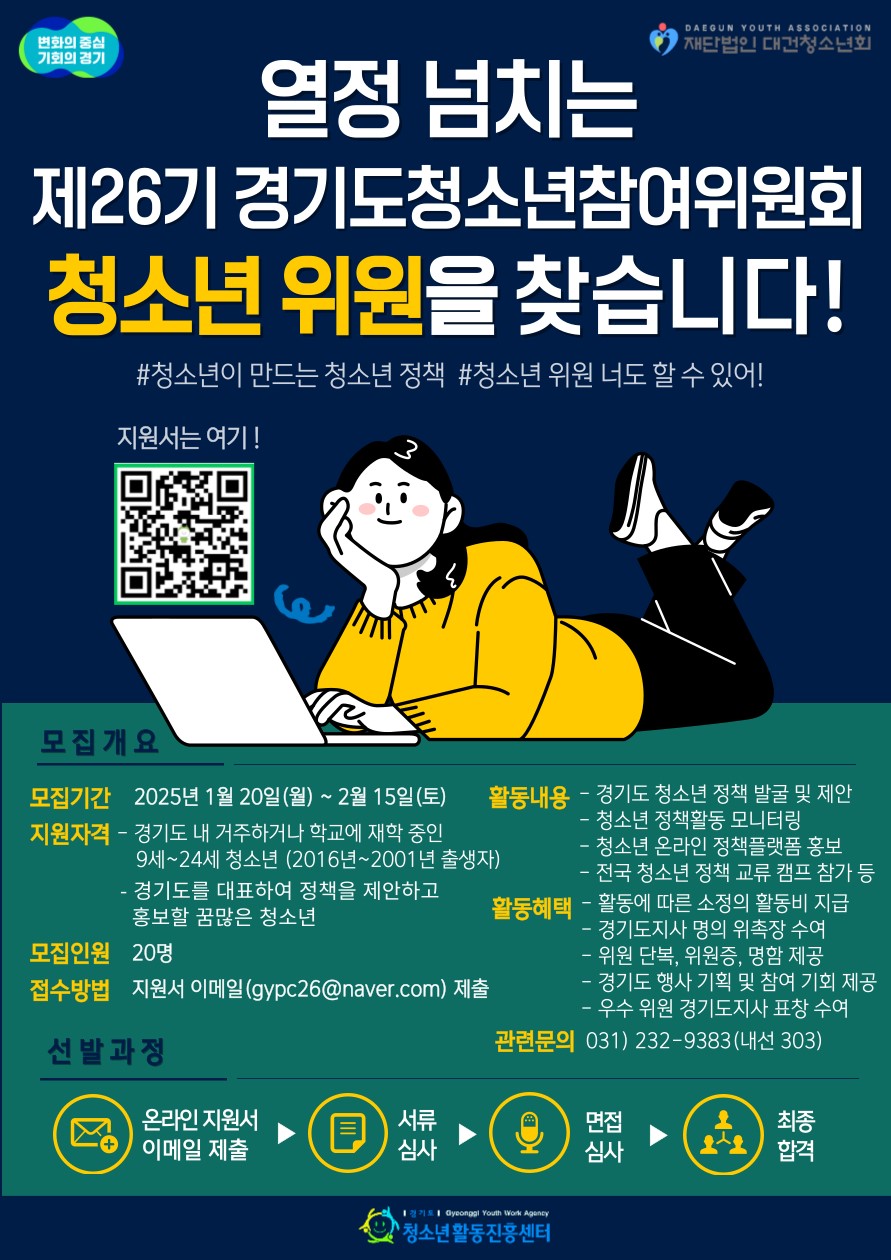 변화의 중심
기회의 경기
DAEGUN YOUTH ASSOCIATION
재단법인 대건청소년회
열정 넘치는
제26기 경기도청소년참여위원회
청소년 위원을 찾습니다!
#청소년이 만드는 청소년 정책 #청소년 위원 너도 할 수 있어!
지원서는 여기 !
모집개요
모집기간 2025년 1월 20일(월) ~ 2월 15일(토)
지원자격 - 경기도 내 거주하거나 학교에 재학 중인
9세~24세 청소년 (2016년~2001년 출생자)
- 경기도를 대표하여 정책을 제안하고
홍보할 꿈많은 청소년
모집인원 20명
접수방법 지원서 이메일(gypc26@naver.com) 제출
활동내용 - 경기도 청소년 정책 발굴 및 제안
- 청소년 정책활동 모니터링
- 청소년 온라인 정책플랫폼 홍보
- 전국 청소년 정책 교류 캠프 참가 등
활동혜택 - 활동에 따른 소정의 활동비 지급
- 경기도지사 명의 위촉장 수여
- 위원 단복, 위원증, 명함 제공
- 경기도 행사 기획 및 참여 기회 제공
- 우수 위원 경기도지사 표창 수여
관련문의 031) 232-9383(내선 303)
선발과정
온라인 지원서
이메일 제출
서류
심사
면접
심사
최종
합격
경기도 Gyeonggi Youth Work Agency
청소년활동진흥센터